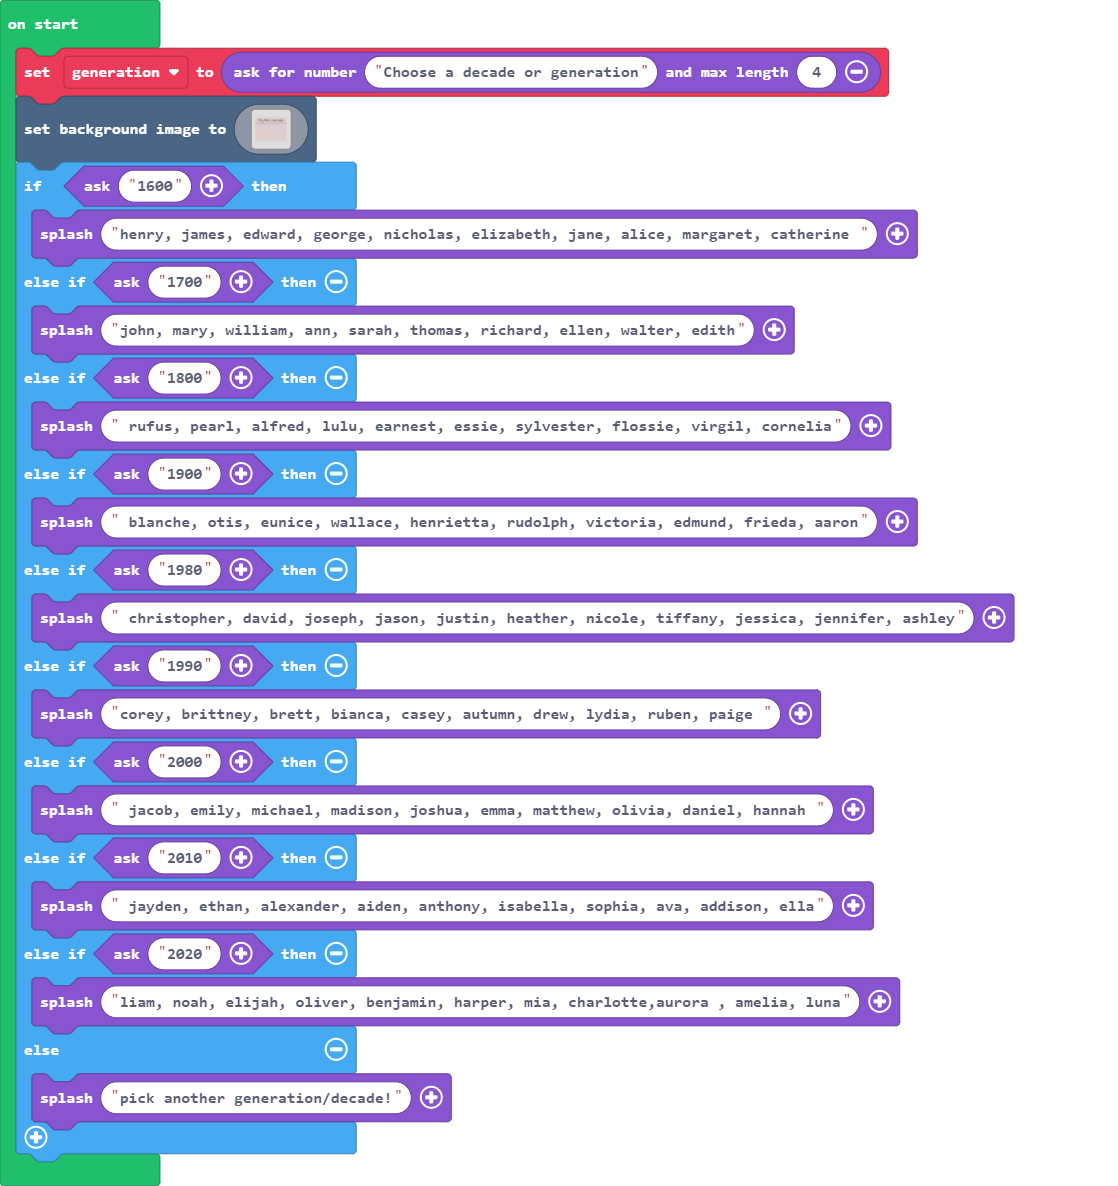 on start
set generation to ask for number "Choose a decade or generation" and max length 4
set background image to
if ask "1600" then
splash "henry, james, edward, george, nicholas, elizabeth, jane, alice, margaret, catherine "
else if ask "1700" then
splash "john, mary, william, ann, sarah, thomas, richard, ellen, walter, edith"
else if ask "1800" then
splash " rufus, pearl, alfred, lulu, earnest, essie, sylvester, flossie, virgil, cornelia"
else if ask "1900" then
splash " blanche, otis, eunice, wallace, henrietta, rudolph, victoria, edmund, frieda, aaron"
else if ask "1980" then
splash " christopher, david, joseph, jason, justin, heather, nicole, tiffany, jessica, jennifer, ashley"
else if ask "1990" then
splash "corey, brittney, brett, bianca, casey, autumn, drew, lydia, ruben, paige "
else if ask "2000" then
splash " jacob, emily, michael, madison, joshua, emma, matthew, olivia, daniel, hannah "
else if ask "2010" then
splash " jayden, ethan, alexander, aiden, anthony, isabella, sophia, ava, addison, ella"
else if ask "2020" then
splash "liam, noah, elijah, oliver, benjamin, harper, mia, charlotte,aurora , amelia, luna"
else
splash "pick another generation/decade!"